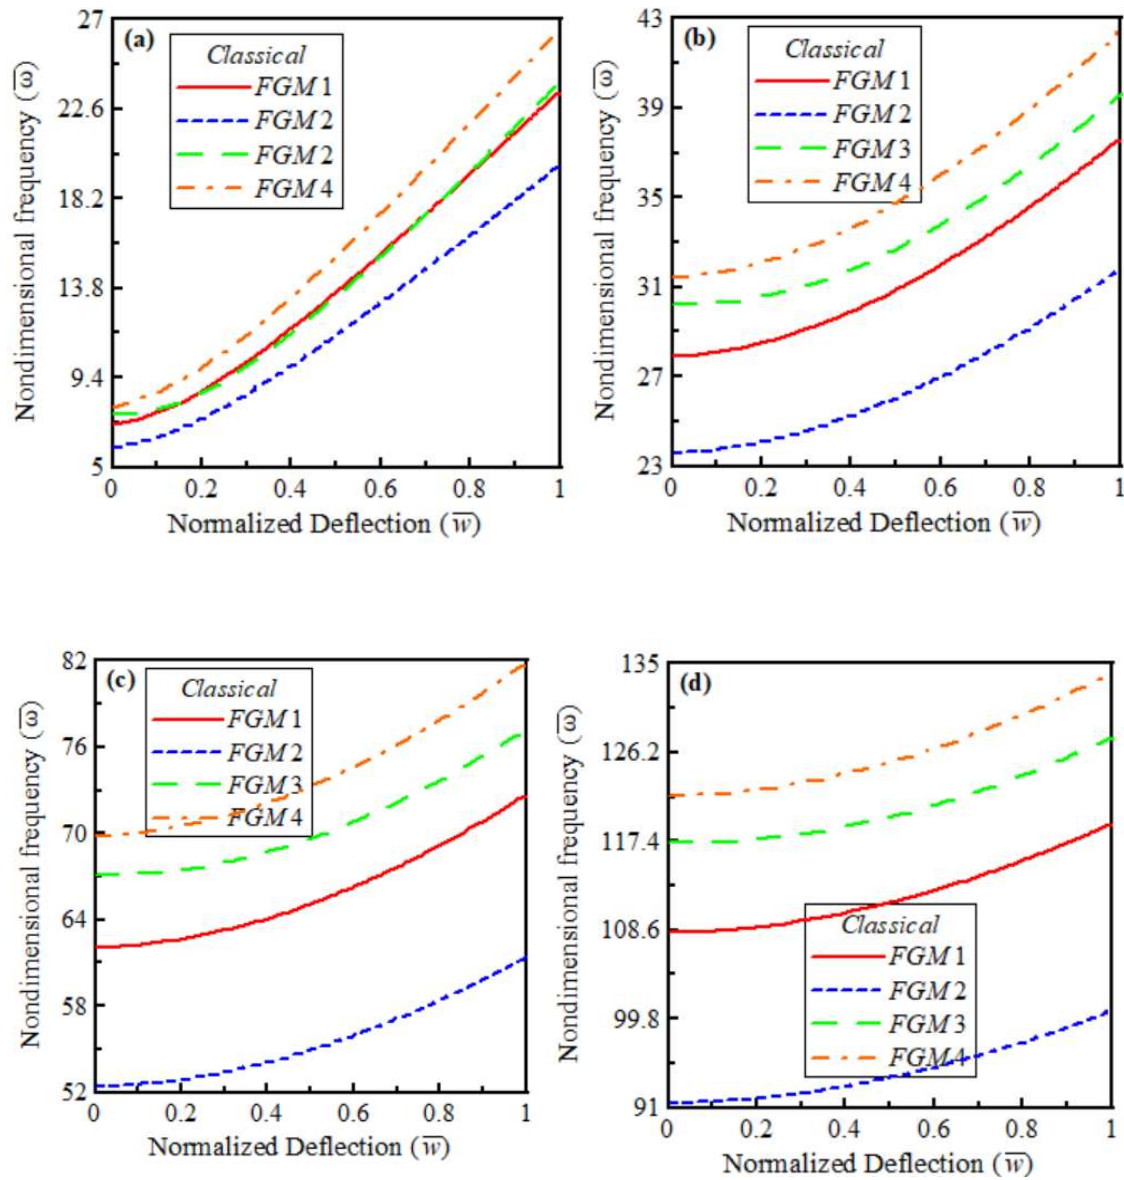 (a)
Classical
FGM 1
FGM 2
FGM 2
FGM 4
27
22.6
18.2
13.8
9.4
5
0 0.2 0.4 0.6 0.8 1
Nondimensional frequency (ω̅)
Normalized Deflection (w̅)
(b)
Classical
FGM 1
FGM 2
FGM 3
FGM 4
43
39
35
31
27
23
0 0.2 0.4 0.6 0.8 1
Nondimensional frequency (ω̅)
Normalized Deflection (w̅)
(c)
Classical
FGM 1
FGM 2
FGM 3
FGM 4
82
76
70
64
58
52
0 0.2 0.4 0.6 0.8 1
Nondimensional frequency (ω̅)
Normalized Deflection (w̅)
(d)
Classical
FGM 1
FGM 2
FGM 3
FGM 4
135
126.2
117.4
108.6
99.8
91
0 0.2 0.4 0.6 0.8 1
Nondimensional frequency (ω̅)
Normalized Deflection (w̅)